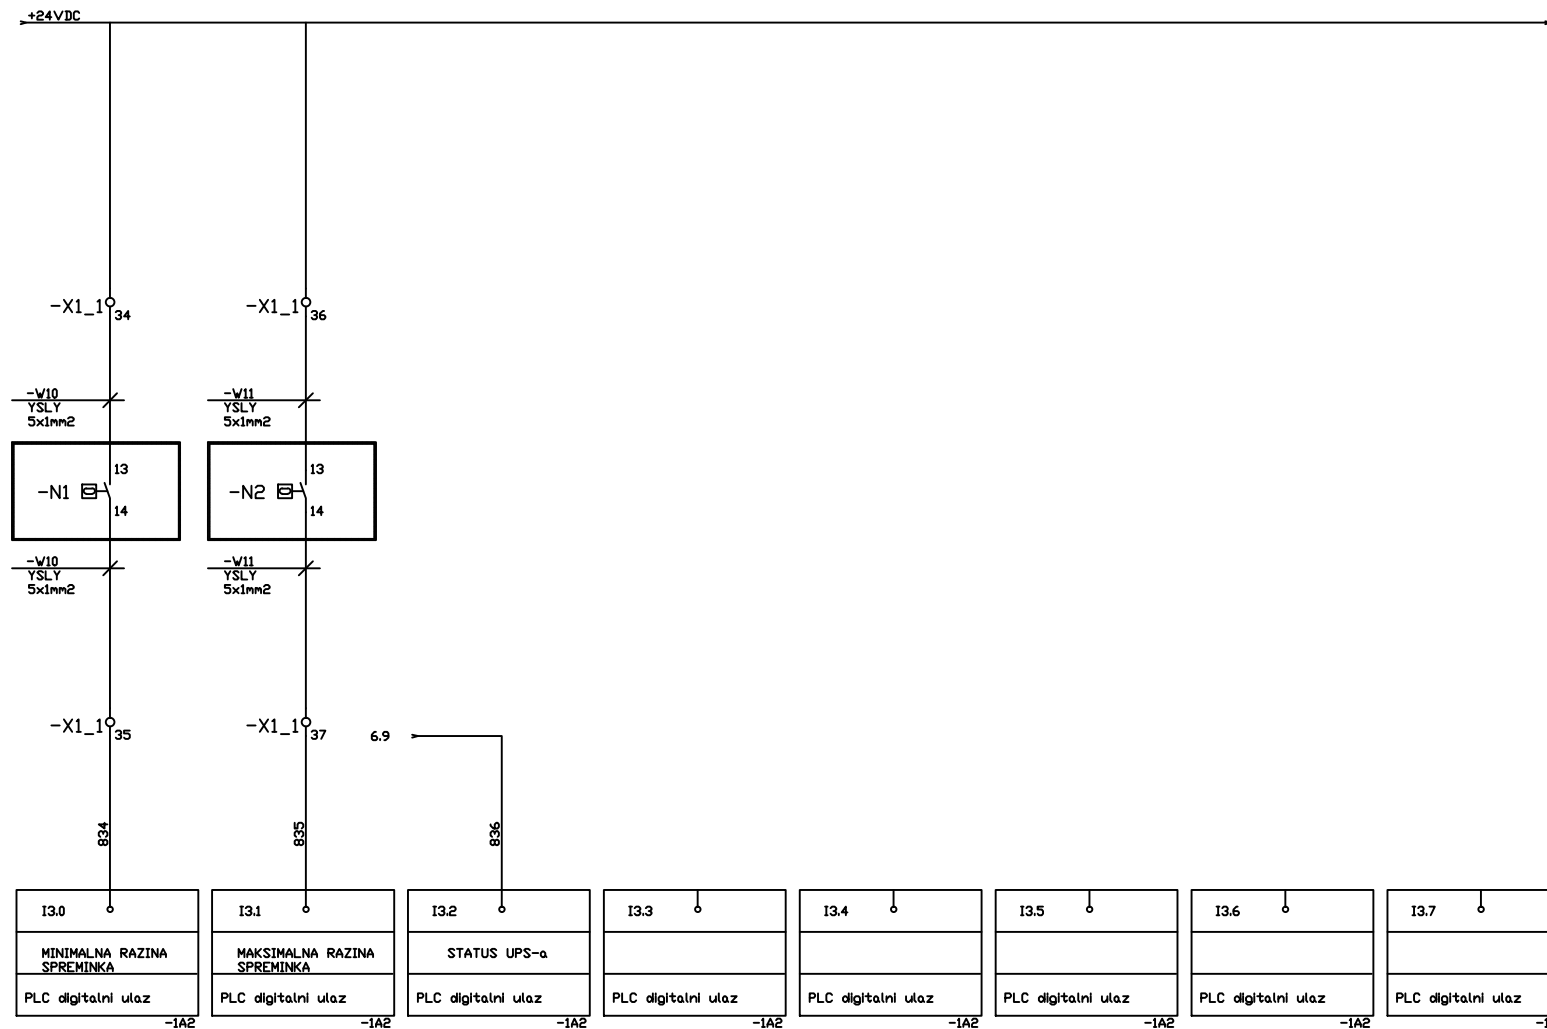 +24VDC
-X1_1
34
-X1_1
36
-W10
YSLY
5x1mm2
-W11
YSLY
5x1mm2
-N1
13
14
-N2
13
14
-W10
YSLY
5x1mm2
-W11
YSLY
5x1mm2
-X1_1
35
-X1_1
37
6.9
834
835
836
I3.0
I3.1
I3.2
I3.3
I3.4
I3.5
I3.6
I3.7
MINIMALNA RAZINA
SPREMINKA
MAKSIMALNA RAZINA
SPREMINKA
STATUS UPS-a
PLC digitalni ulaz
PLC digitalni ulaz
PLC digitalni ulaz
PLC digitalni ulaz
PLC digitalni ulaz
PLC digitalni ulaz
PLC digitalni ulaz
PLC digitalni ulaz
-1A2
-1A2
-1A2
-1A2
-1A2
-1A2
-1A2